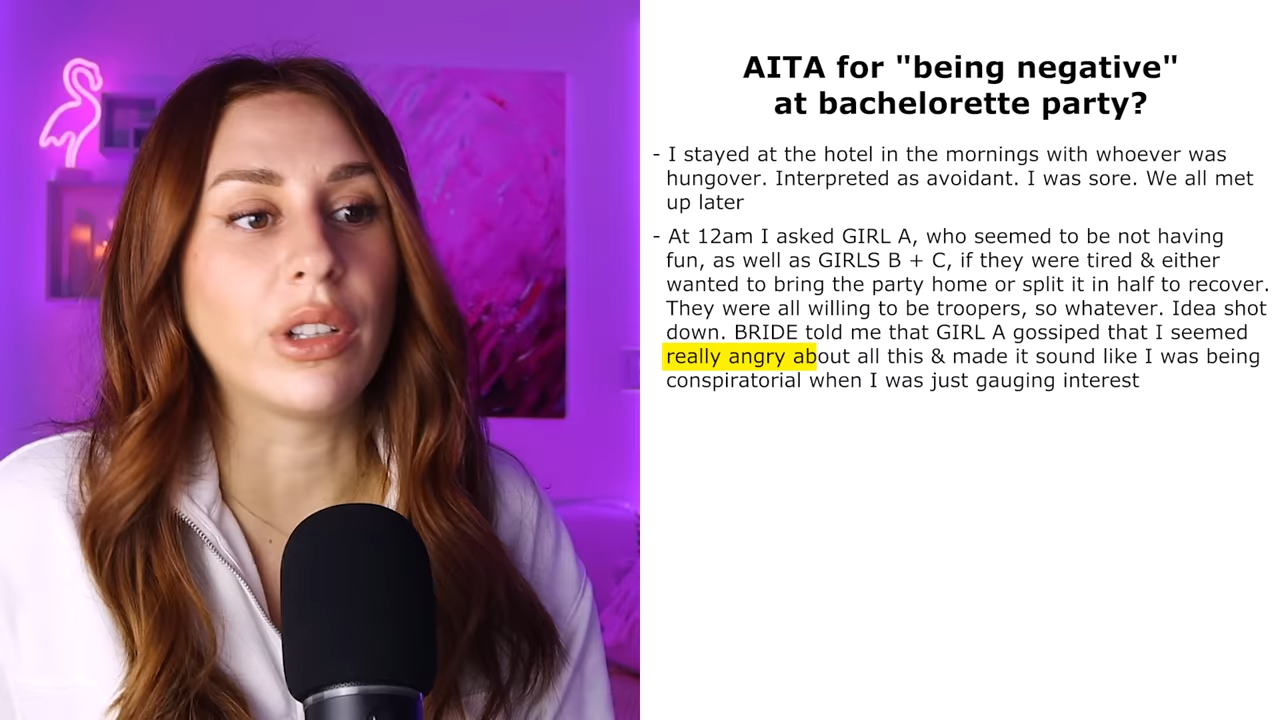 AITA for "being negative"
at bachelorette party?
- I stayed at the hotel in the mornings with whoever was
hungover. Interpreted as avoidant. I was sore. We all met
up later
- At 12am I asked GIRL A, who seemed to be not having
fun, as well as GIRLS B + C, if they were tired & either
wanted to bring the party home or split it in half to recover.
They were all willing to be troopers, so whatever. Idea shot
down. BRIDE told me that GIRL A gossiped that I seemed
really angry about all this & made it sound like I was being
conspiratorial when I was just gauging interest